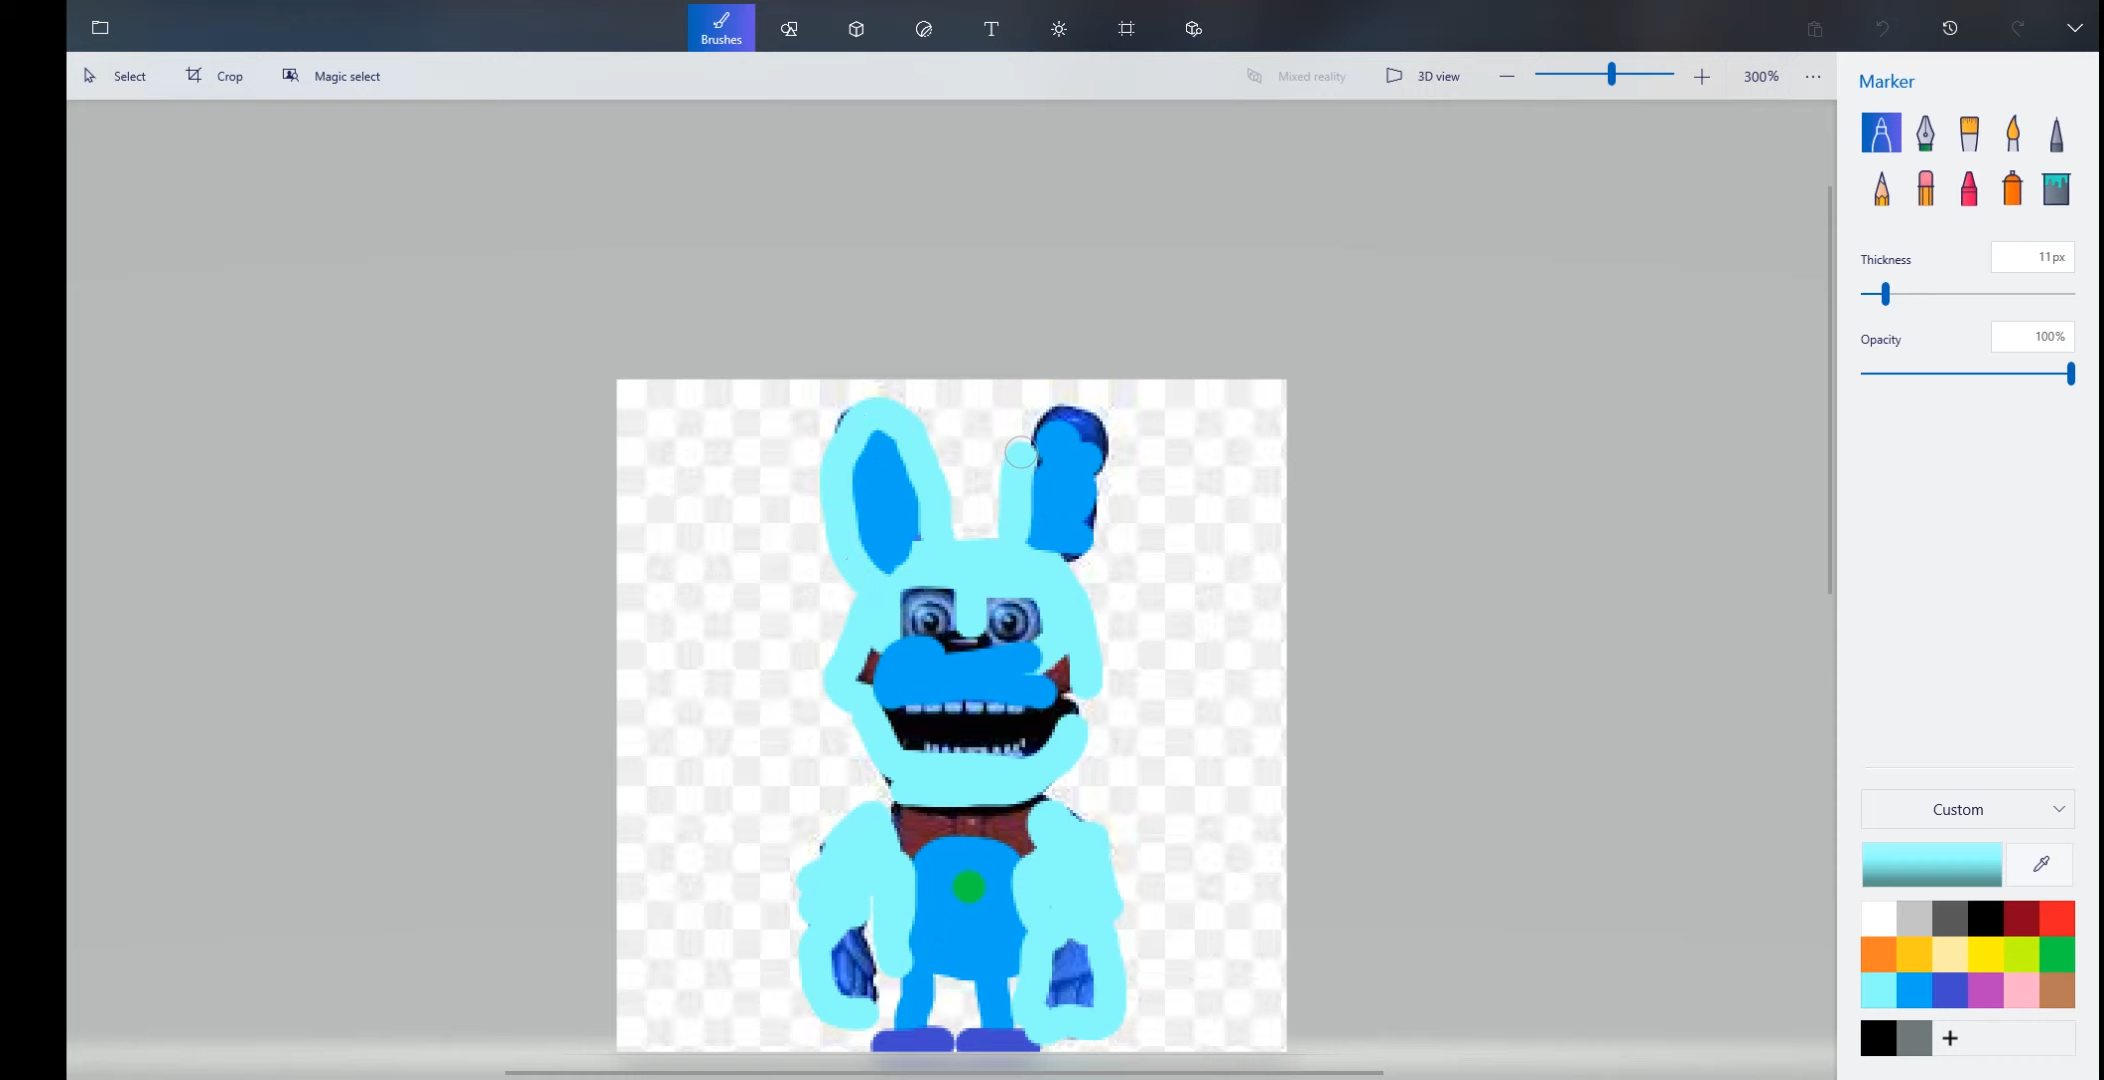 Brushes
Select Crop Magic select Mixed reality 3D view 300%
Marker
Thickness 11px
Opacity 100%
Custom